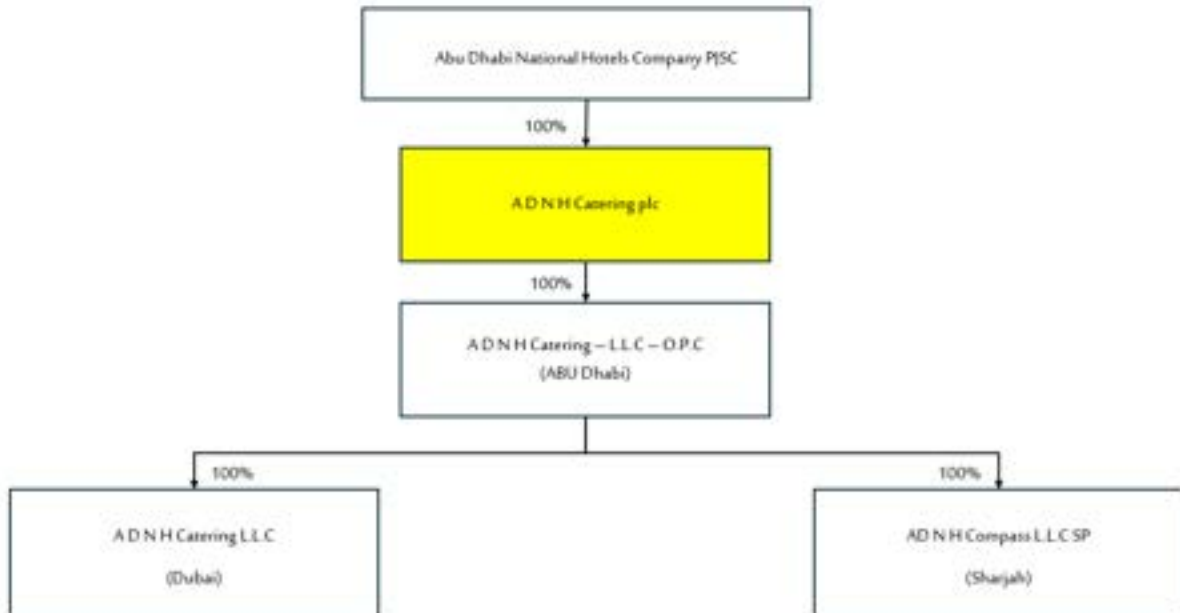 Abu Dhabi National Hotels Company PJSC
100%
A D N H Catering plc
100%
A D N H Catering – L.L.C – O.P.C
(ABU Dhabi)
100%
100%
A D N H Catering L.L.C
(Dubai)
AD N H Compass L.L.C SP
(Sharjah)